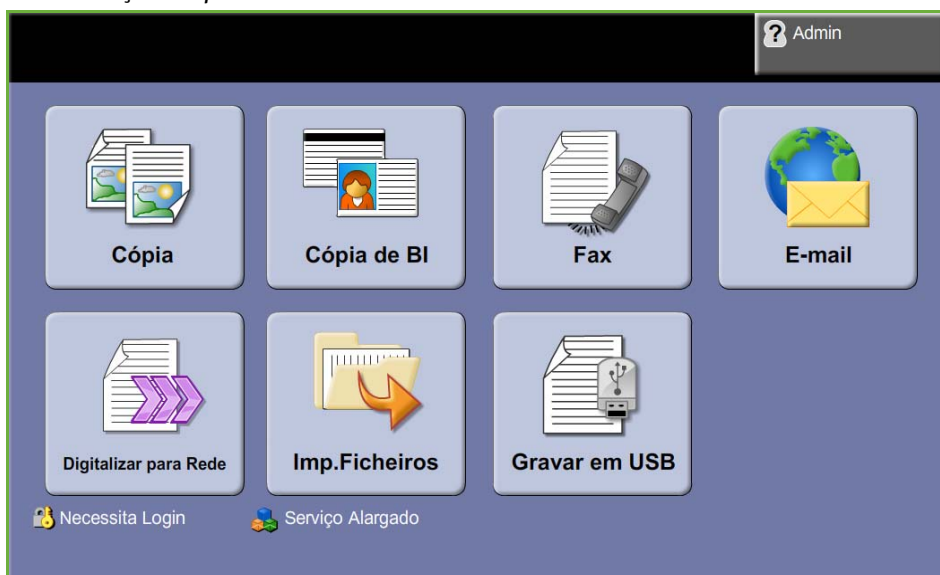 Admin
Cópia
Cópia de BI
Fax
E-mail
Digitalizar para Rede
Imp.Ficheiros
Gravar em USB
Necessita Login
Serviço Alargado